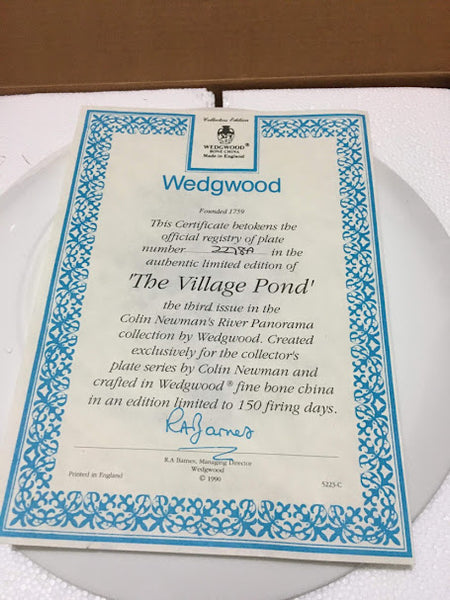 Collectors Edition
WEDGWOOD®
BONE CHINA
Made in England
Wedgwood
Founded 1759
This Certificate betokens the
official registry of plate
number 2278A in the
authentic limited edition of
'The Village Pond'
the third issue in the
Colin Newman's River Panorama
collection by Wedgwood. Created
exclusively for the collector's
plate series by Colin Newman and
crafted in Wedgwood® fine bone china
in an edition limited to 150 firing days.
RA Barnes
R.A Barnes, Managing Director
Wedgwood
© 1990
Printed in England
5223-C